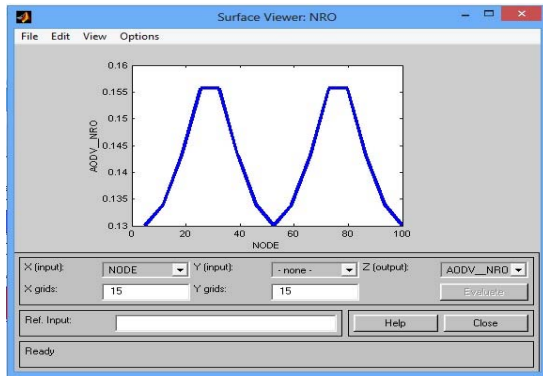 Surface Viewer: NRO
File Edit View Options
0.16
0.155
0.15
0.145
0.14
0.135
0.13
AODV__NRO
0 20 40 60 80 100
NODE
X (input): NODE Y (input): - none - Z (output): AODV__NRO
X grids: 15 Y grids: 15 Evaluate
Ref. Input: Help Close
Ready